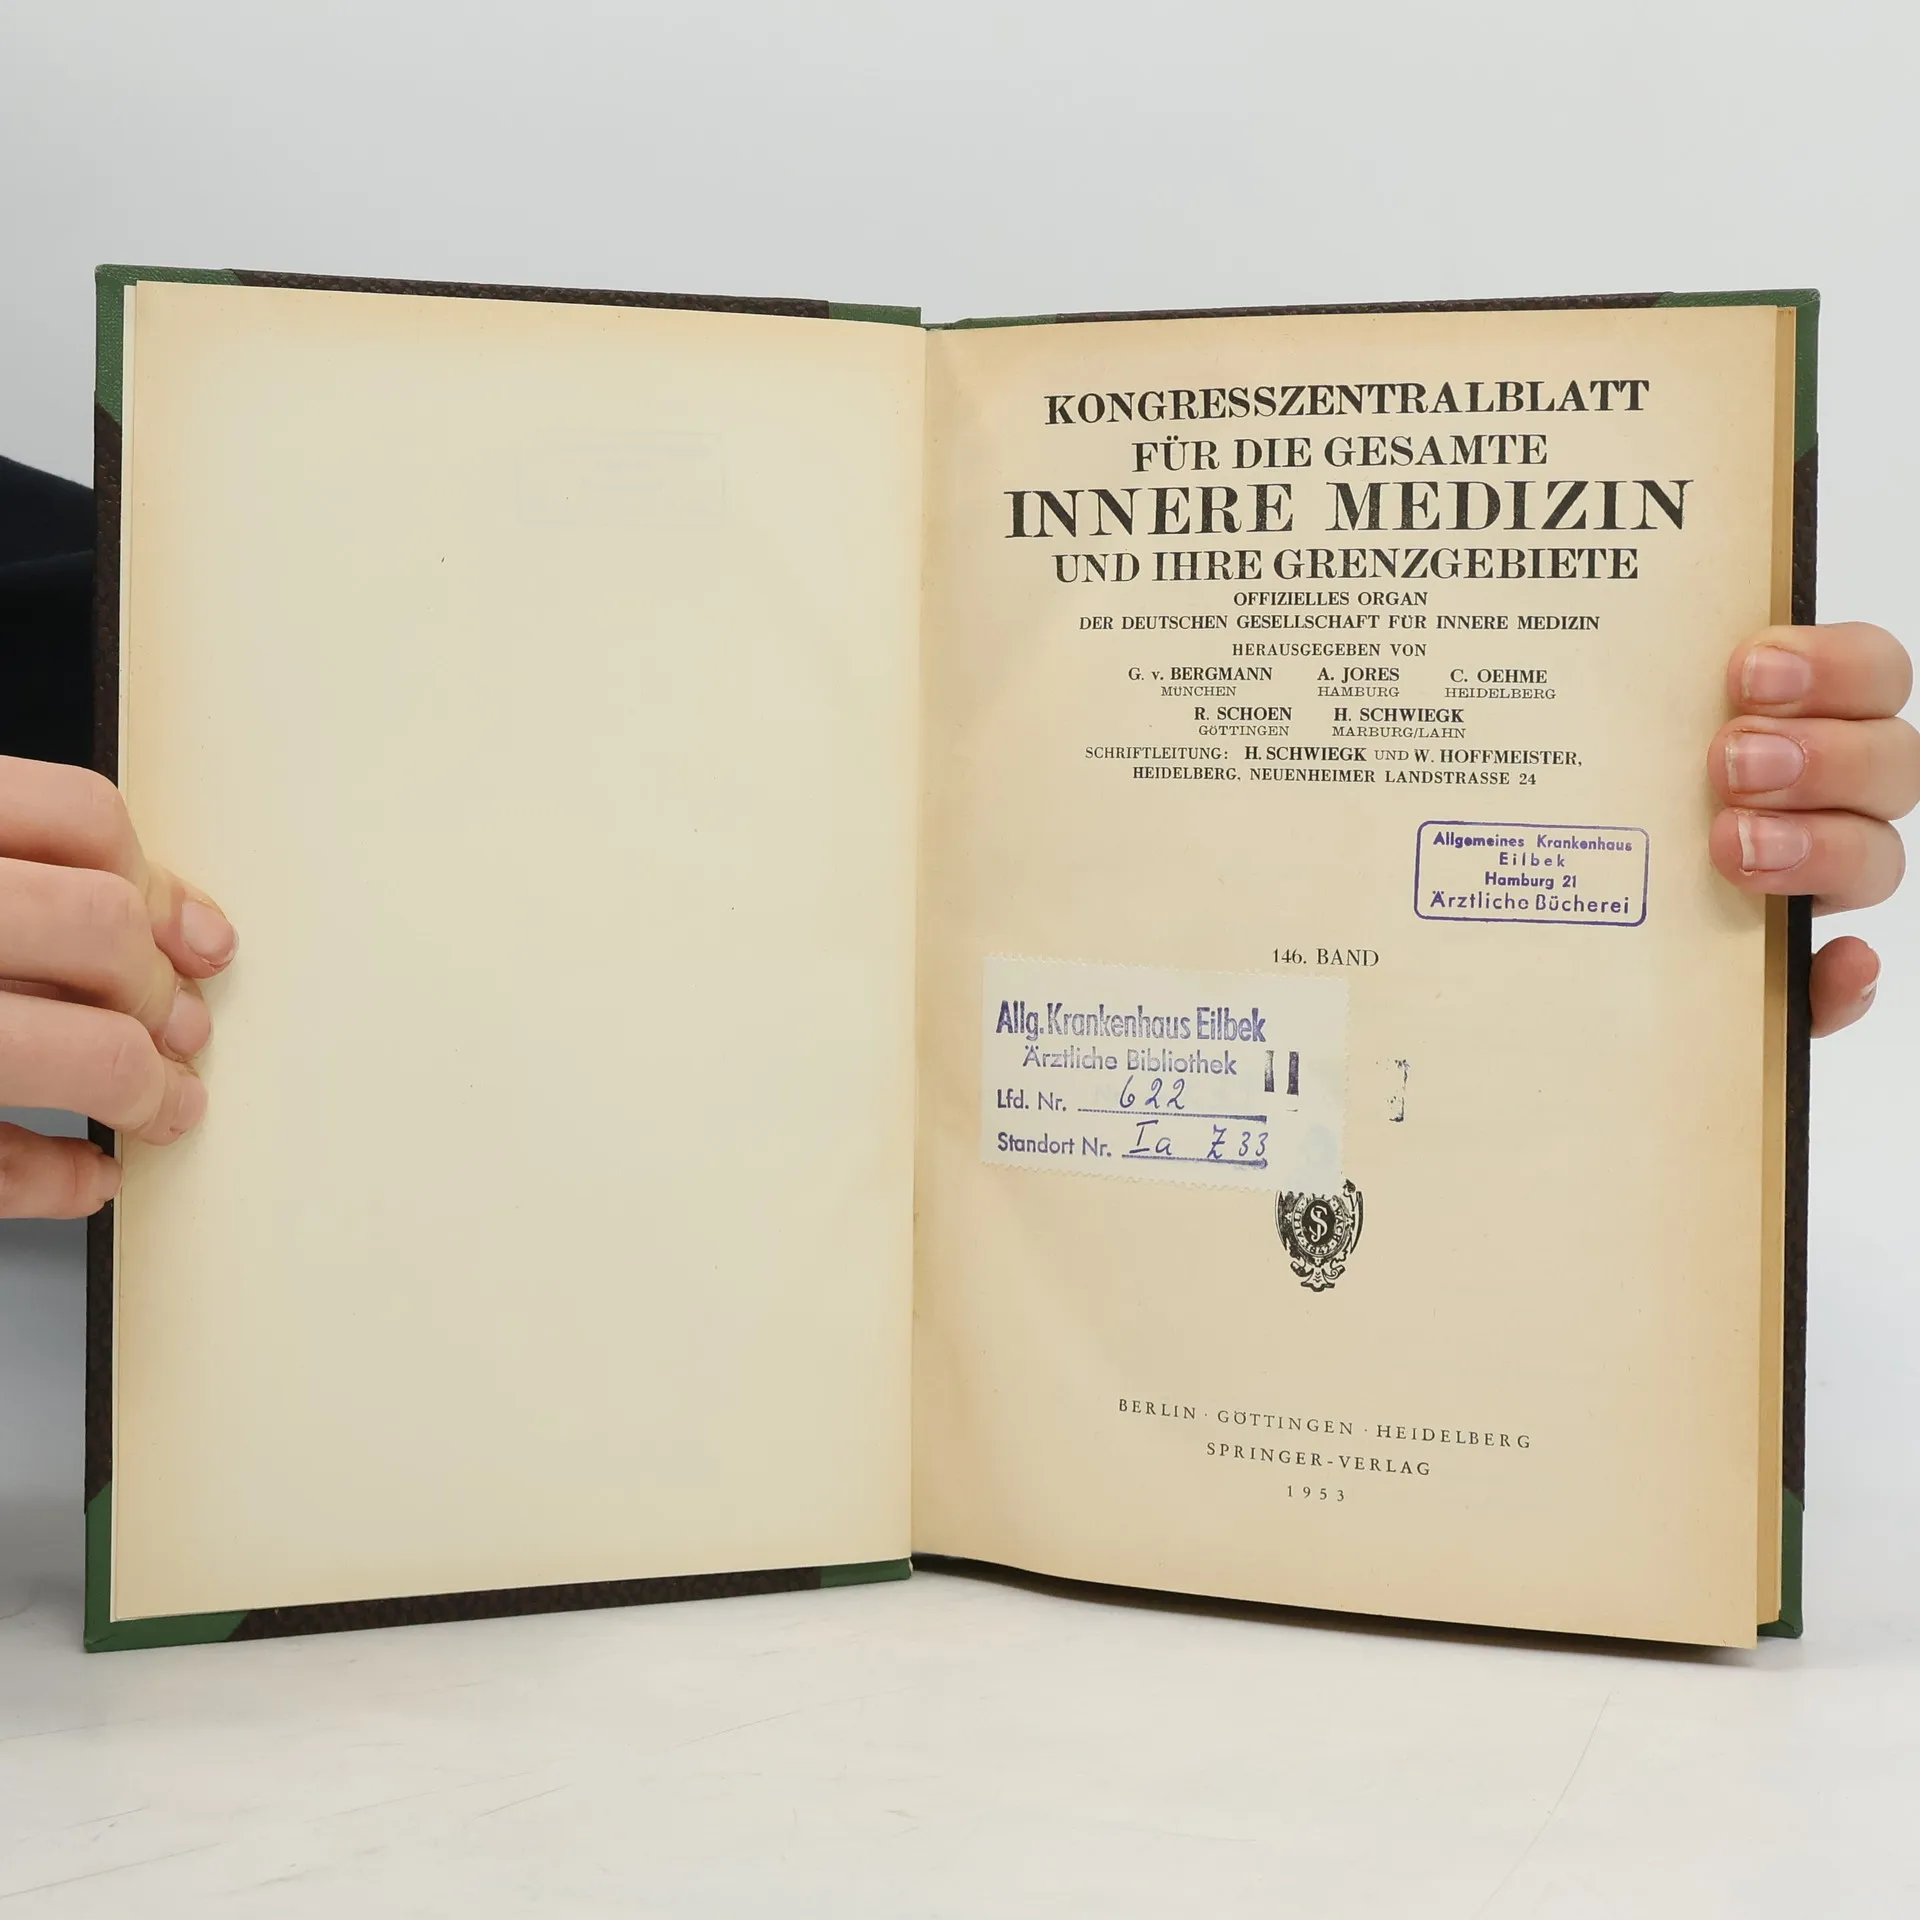 KONGRESSZENTRALBLATT
FÜR DIE GESAMTE
INNERE MEDIZIN
UND IHRE GRENZGEBIETE
OFFIZIELLES ORGAN
DER DEUTSCHEN GESELLSCHAFT FÜR INNERE MEDIZIN
HERAUSGEGEBEN VON
G. v. BERGMANN A. JORES C. OEHME
MÜNCHEN HAMBURG HEIDELBERG
R. SCHOEN H. SCHWIEGK
GÖTTINGEN MARBURG/LAHN
SCHRIFTLEITUNG: H. SCHWIEGK UND W. HOFFMEISTER,
HEIDELBERG, NEUENHEIMER LANDSTRASSE 24
Allgemeines Krankenhaus
Eilbek
Hamburg 21
Ärztliche Bücherei
146. BAND
Allg. Krankenhaus Eilbek
Ärztliche Bibliothek
Lfd. Nr. 622
Standort Nr. Ia Z 33
BERLIN · GÖTTINGEN · HEIDELBERG
SPRINGER-VERLAG
1953